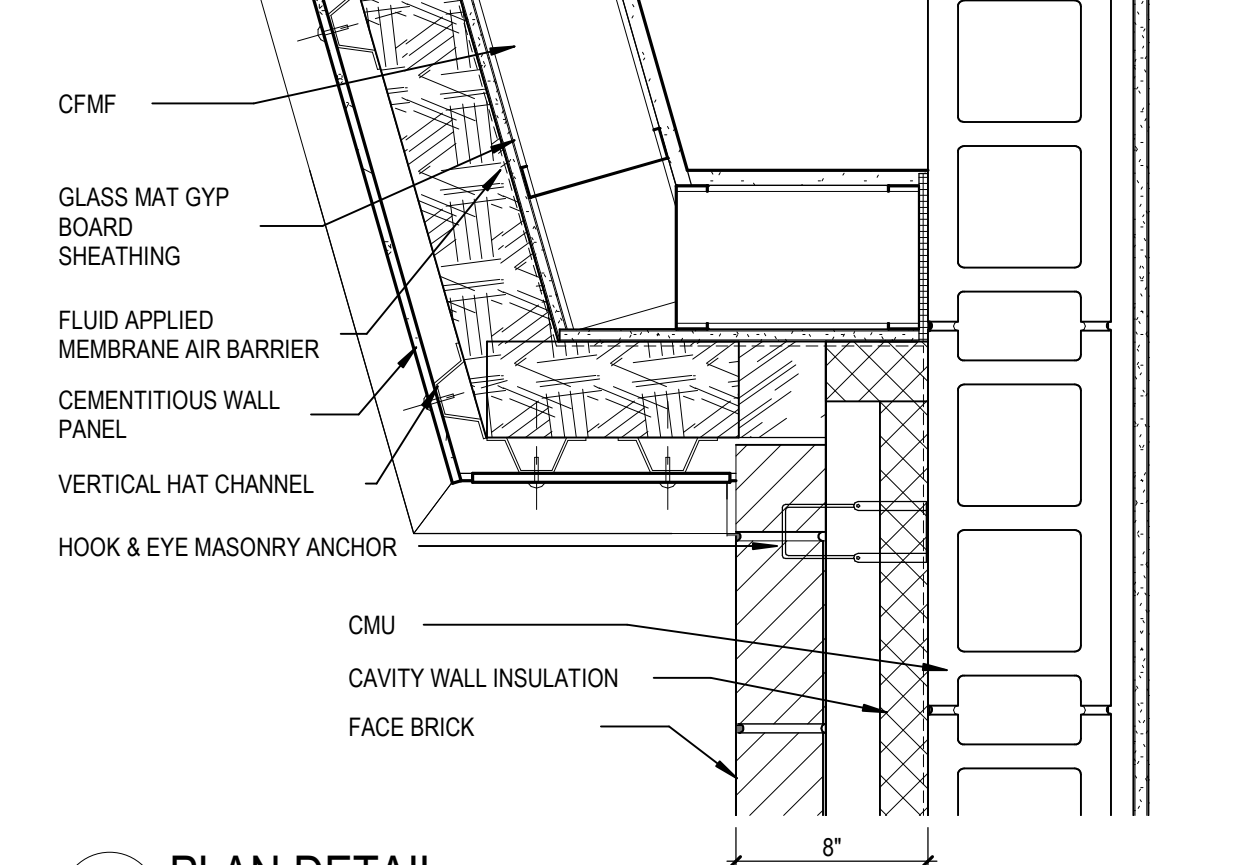 CFMF
GLASS MAT GYP
BOARD
SHEATHING
FLUID APPLIED
MEMBRANE AIR BARRIER
CEMENTITIOUS WALL
PANEL
VERTICAL HAT CHANNEL
HOOK & EYE MASONRY ANCHOR
CMU
CAVITY WALL INSULATION
FACE BRICK
8"
PLAN DETAIL